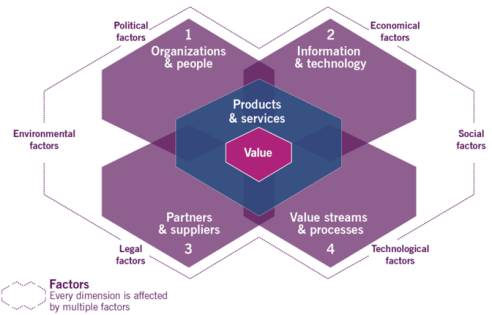 Political
factors
Economical
factors
1
Organizations
& people
2
Information
& technology
Products
& services
Environmental
factors
Value
Social
factors
Partners
& suppliers
3
Value streams
& processes
4
Legal
factors
Technological
factors
Factors
Every dimension is affected
by multiple factors